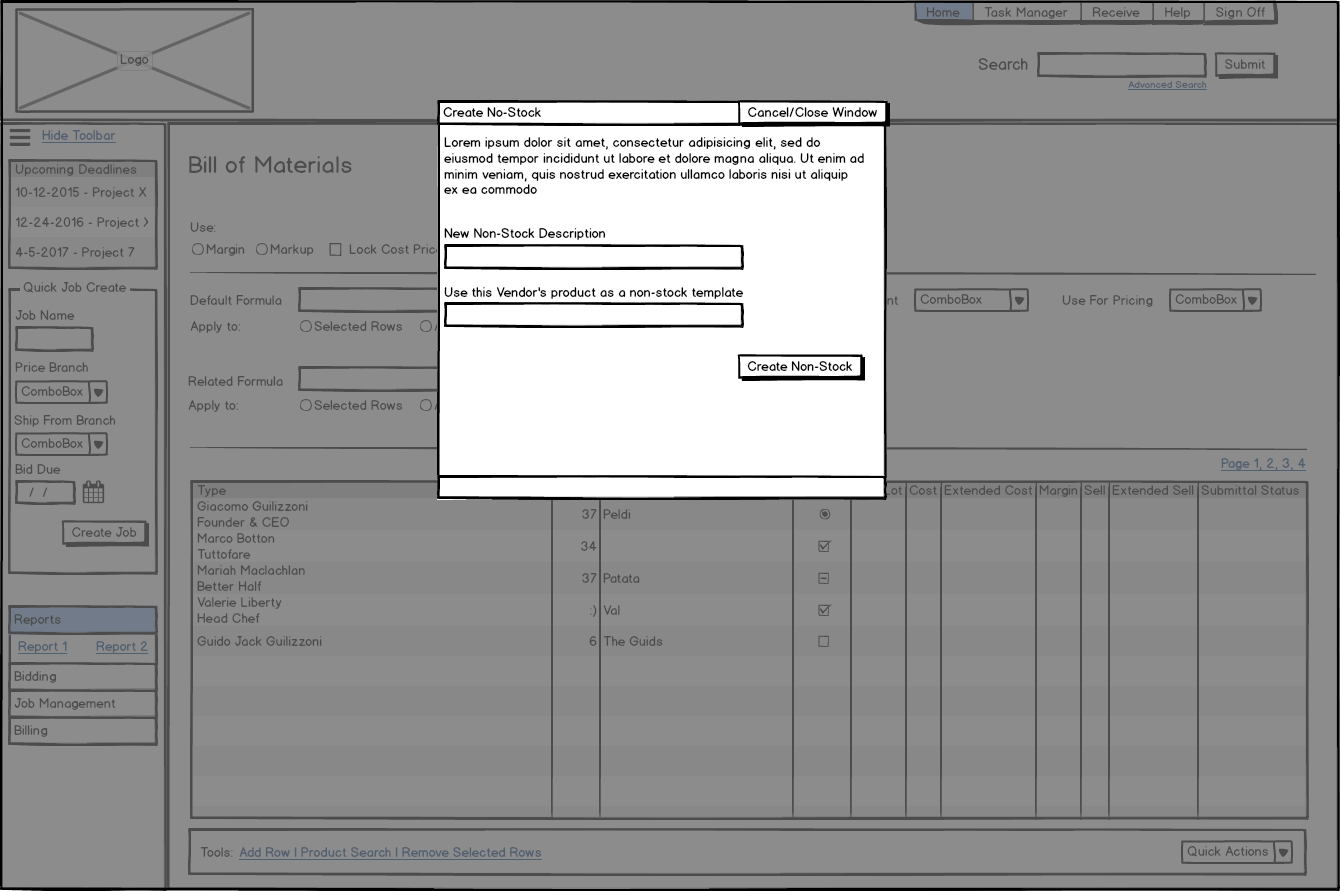 Logo
Home
Task Manager
Receive
Help
Sign Off
Search
Submit
Advanced Search
Hide Toolbar
Upcoming Deadlines
10-12-2015 - Project X
12-24-2016 - Project
4-5-2017 - Project 7
Quick Job Create
Job Name
Price Branch
ComboBox
Ship From Branch
ComboBox
Bid Due
/ /
Create Job
Reports
Report 1
Report 2
Bidding
Job Management
Billing
Bill of Materials
Use:
Margin
Markup
Lock Cost
Default Formula
Apply to:
Selected Rows
ComboBox
Use For Pricing
ComboBox
Related Formula
Apply to:
Selected Rows
Create No-Stock
Cancel/Close Window
Lorem ipsum dolor sit amet, consectetur adipisicing elit, sed do
eiusmod tempor incididunt ut labore et dolore magna aliqua. Ut enim ad
minim veniam, quis nostrud exercitation ullamco laboris nisi ut aliquip
ex ea commodo
New Non-Stock Description
Use this Vendor's product as a non-stock template
Create Non-Stock
Page 1, 2, 3, 4
Type
Cost
Extended Cost
Margin
Sell
Extended Sell
Submittal Status
Giacomo Guilizzoni
Founder & CEO
37
Peldi
Marco Botton
Tuttofare
34
Mariah Maclachlan
Better Half
37
Patata
Valerie Liberty
Head Chef
:)
Val
Guido Jack Guilizzoni
6
The Guids
Tools:
Add Row | Product Search | Remove Selected Rows
Quick Actions